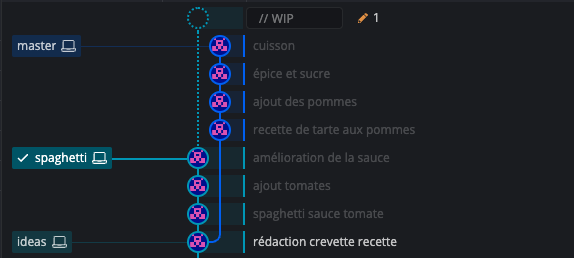 // WIP 1
master cuisson
épice et sucre
ajout des pommes
recette de tarte aux pommes
spaghetti amélioration de la sauce
ajout tomates
spaghetti sauce tomate
ideas rédaction crevette recette